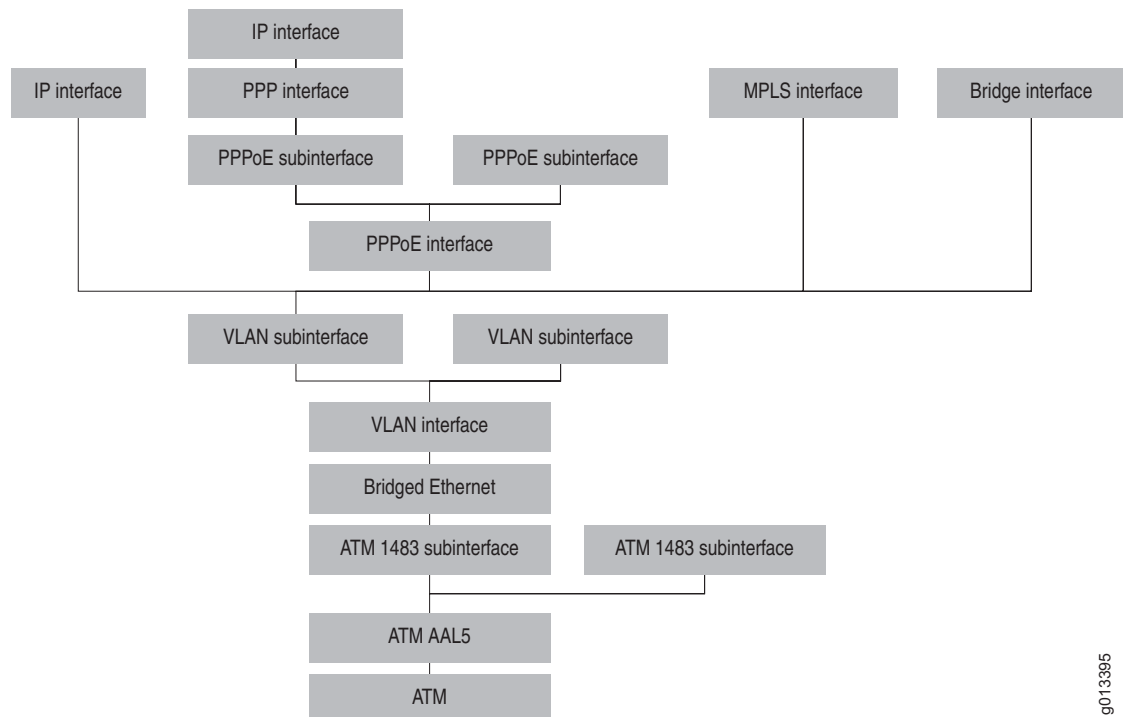 IP interface
IP interface
PPP interface
MPLS interface
Bridge interface
PPPoE subinterface
PPPoE subinterface
PPPoE interface
VLAN subinterface
VLAN subinterface
VLAN interface
Bridged Ethernet
ATM 1483 subinterface
ATM 1483 subinterface
ATM AAL5
ATM
g013395